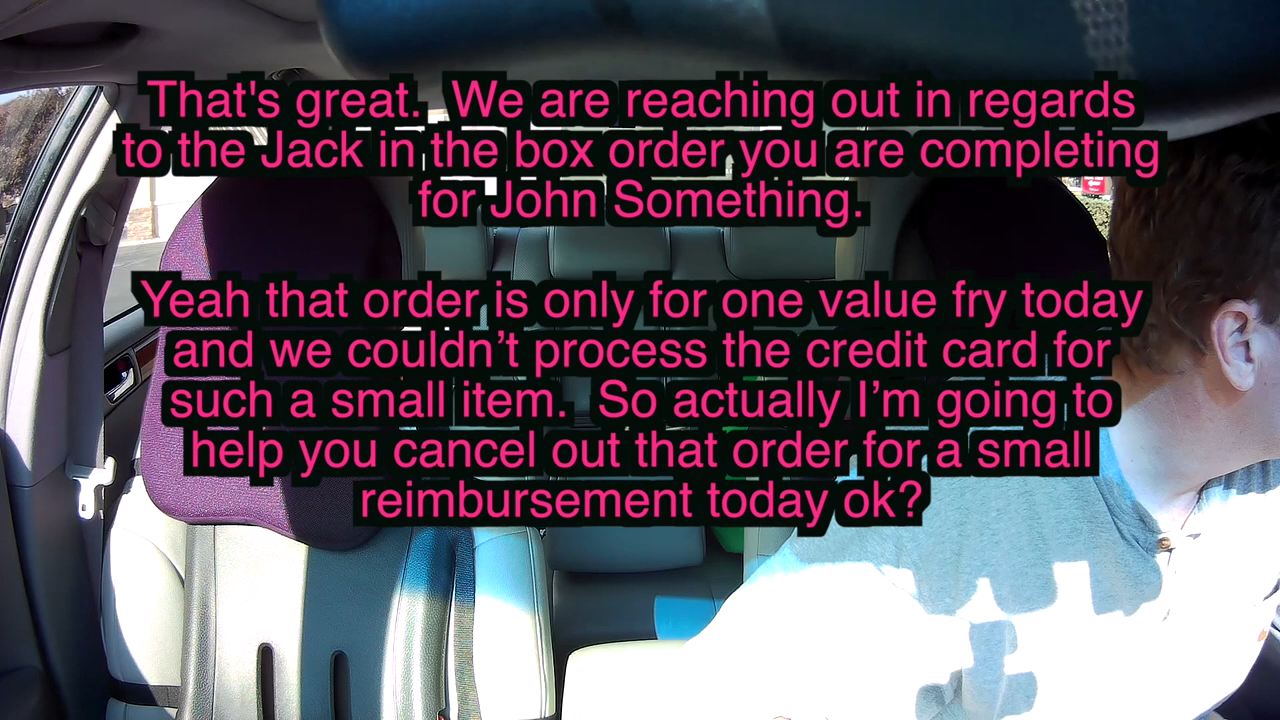 That's great.  We are reaching out in regards
to the Jack in the box order you are completing
for John Something.
Yeah that order is only for one value fry today
and we couldn’t process the credit card for
such a small item.  So actually I’m going to
help you cancel out that order for a small
reimbursement today ok?